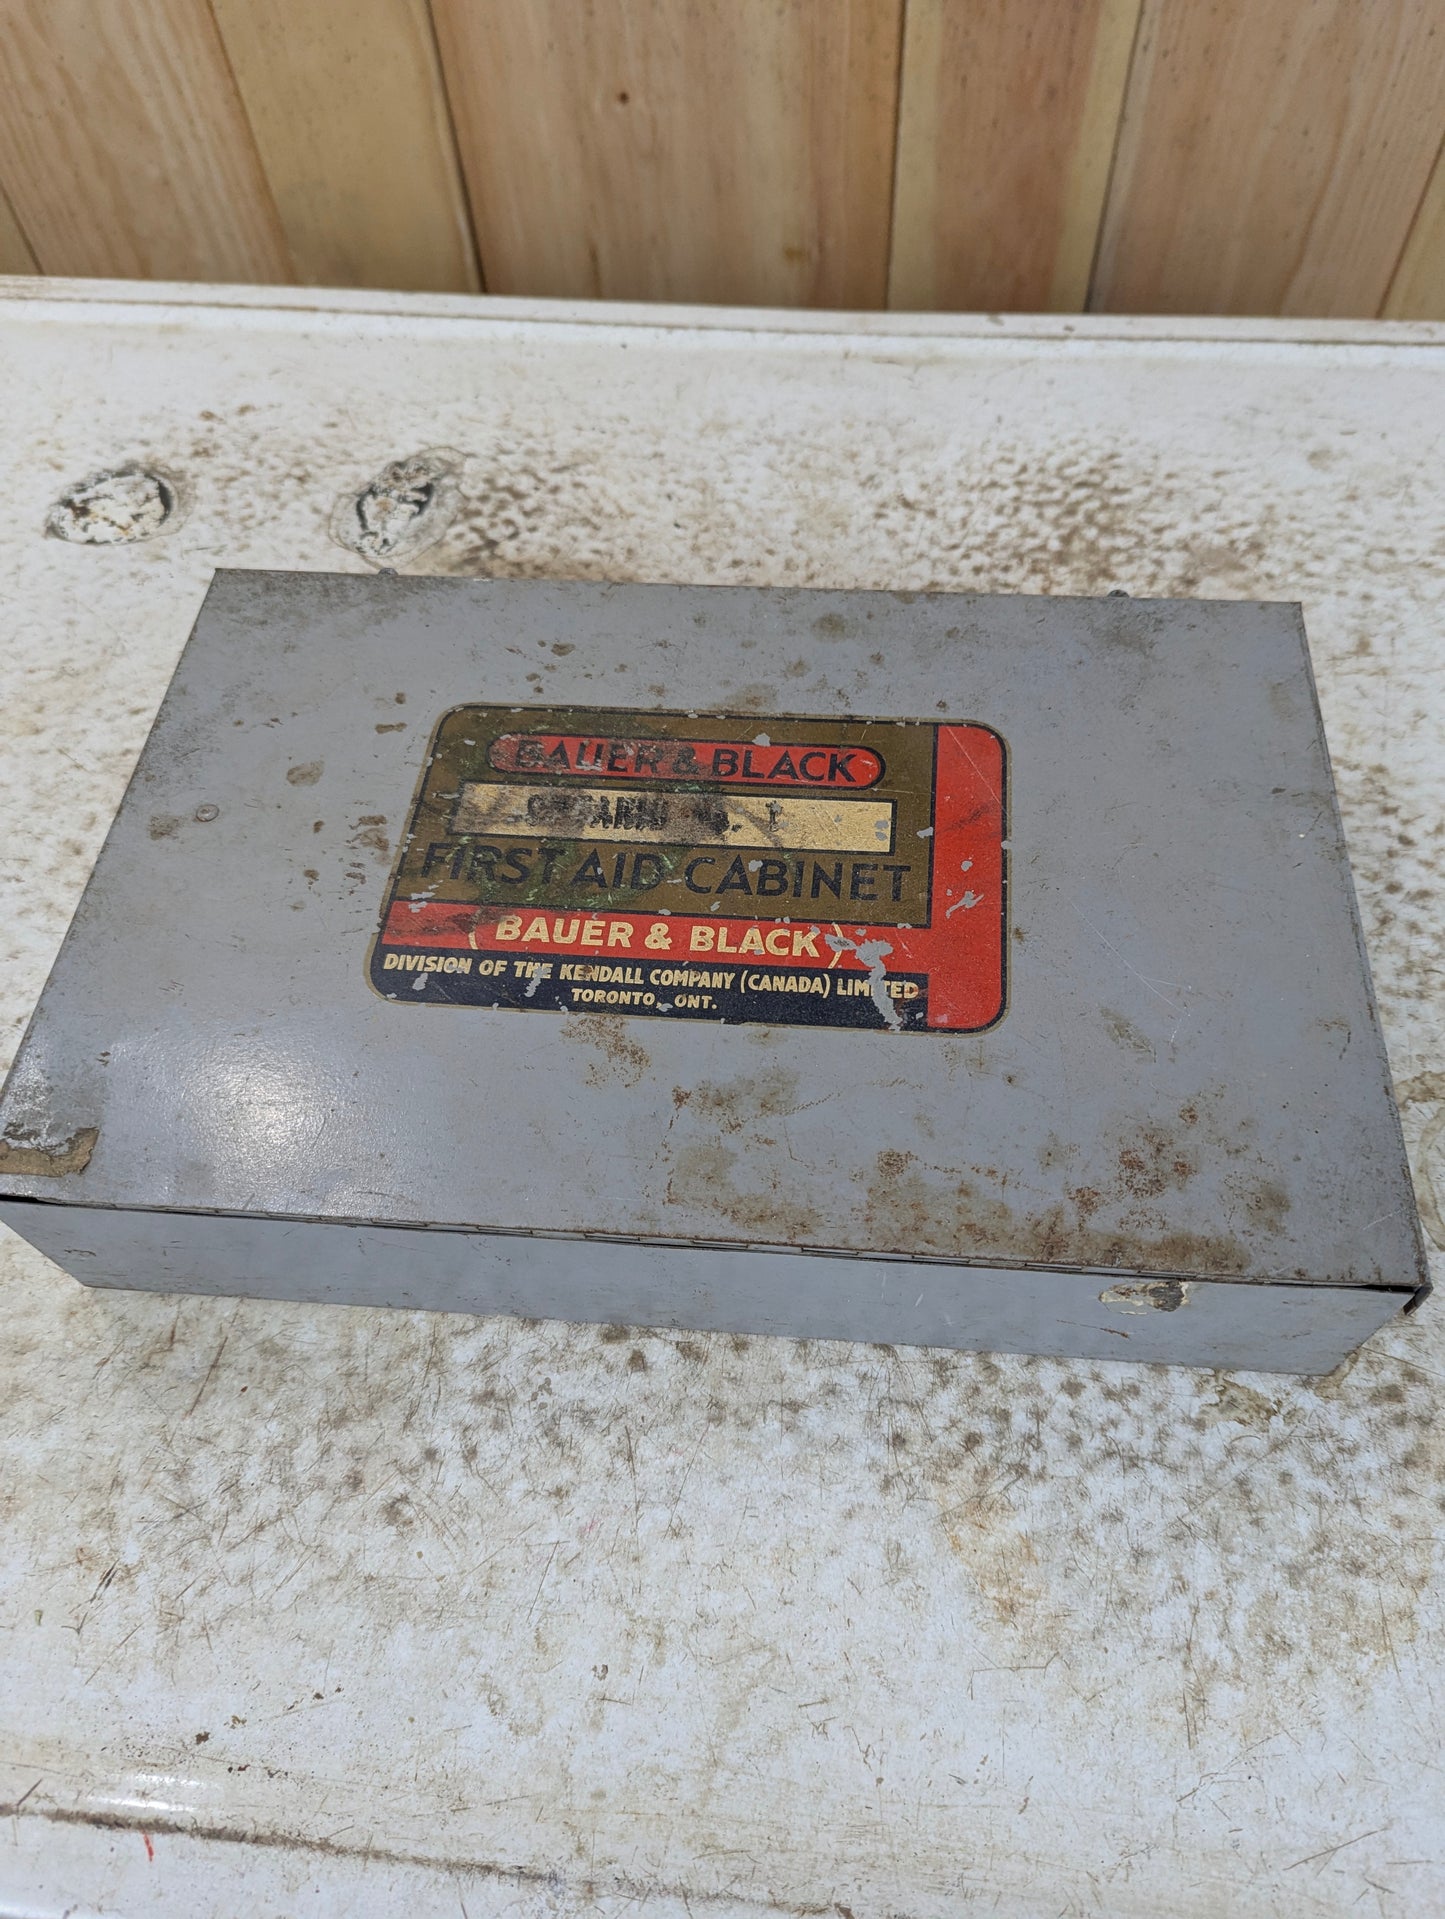 BAUER & BLACK
FIRST AID CABINET
BAUER & BLACK
DIVISION OF THE KENDALL COMPANY (CANADA) LIMITED
TORONTO, ONT.